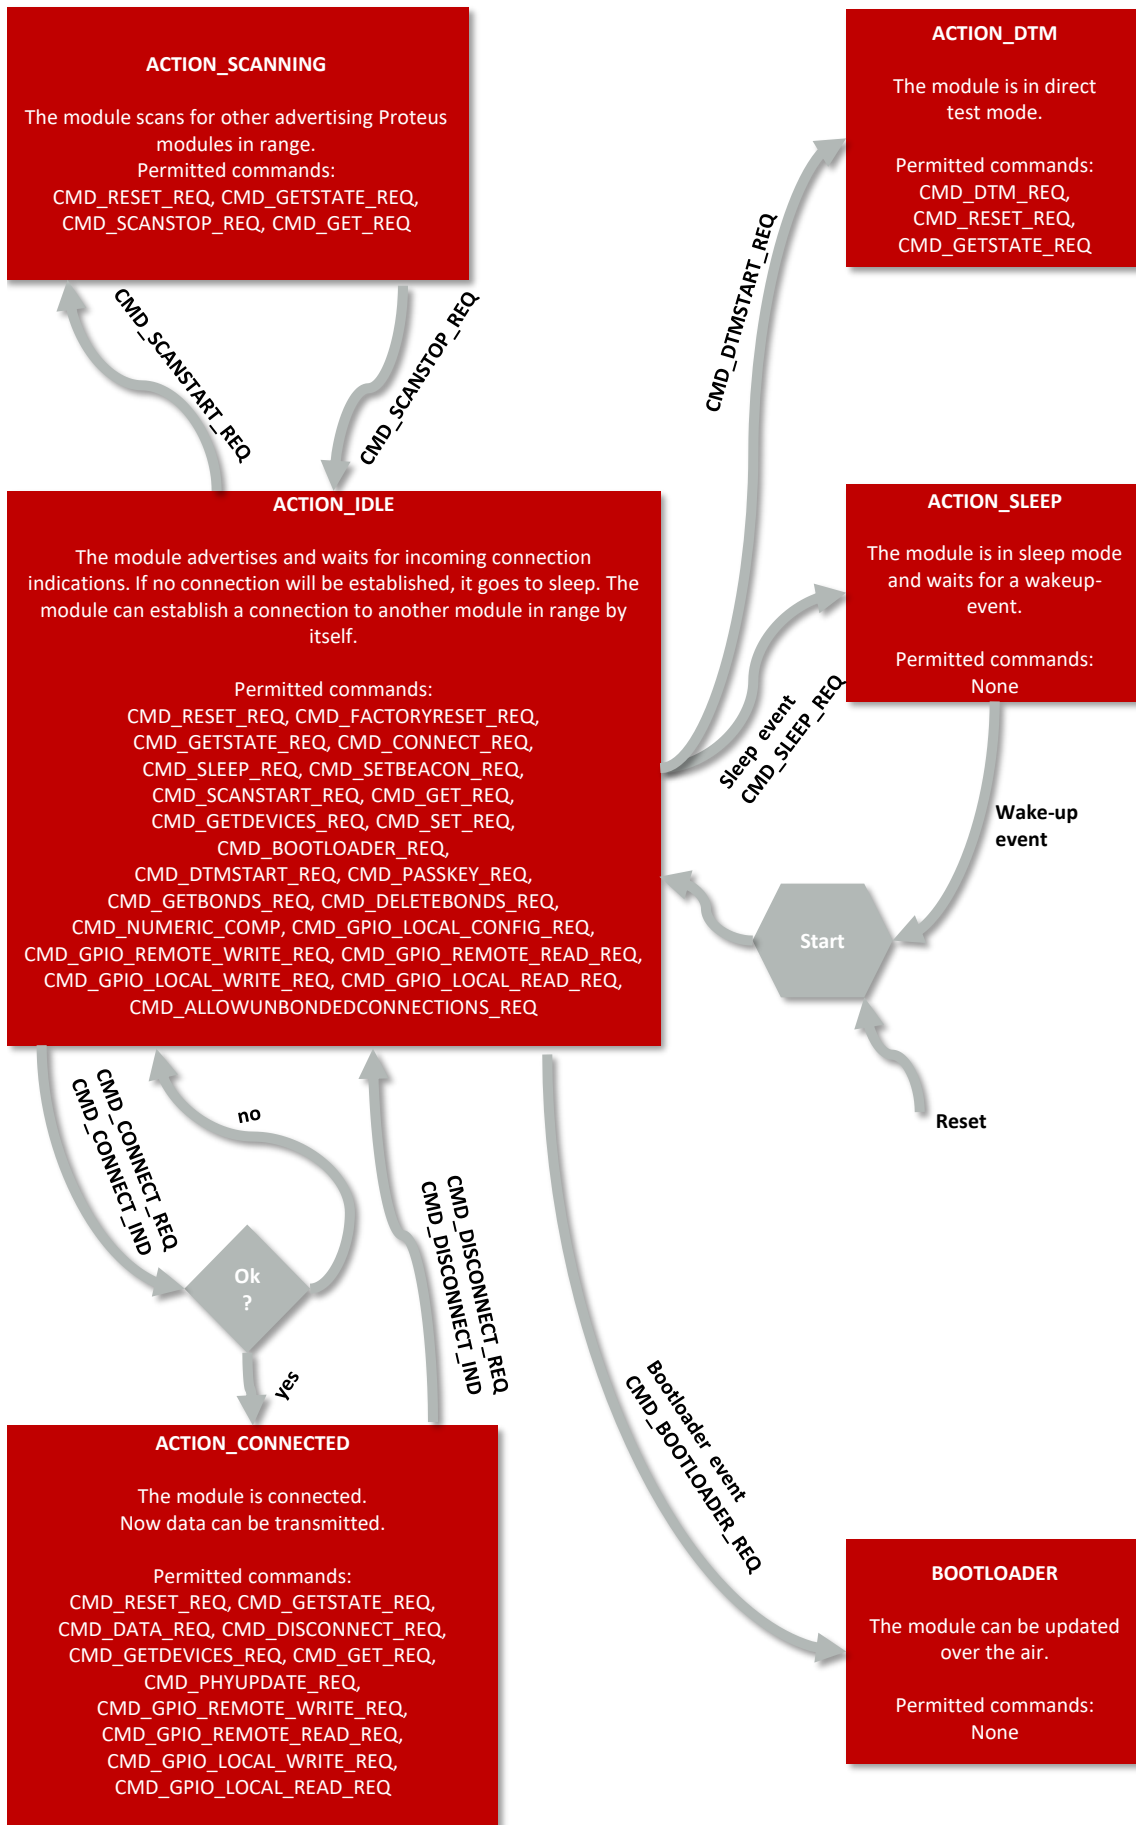 ACTION_SCANNING
The module scans for other advertising Proteus
modules in range.
Permitted commands:
CMD_RESET_REQ, CMD_GETSTATE_REQ,
CMD_SCANSTOP_REQ, CMD_GET_REQ
ACTION_DTM
The module is in direct
test mode.
Permitted commands:
CMD_DTM_REQ,
CMD_RESET_REQ,
CMD_GETSTATE_REQ
CMD_SCANSTART_REQ
CMD_SCANSTOP_REQ
CMD_DTMSTART_REQ
ACTION_IDLE
The module advertises and waits for incoming connection
indications. If no connection will be established, it goes to sleep. The
module can establish a connection to another module in range by
itself.
Permitted commands:
CMD_RESET_REQ, CMD_FACTORYRESET_REQ,
CMD_GETSTATE_REQ, CMD_CONNECT_REQ,
CMD_SLEEP_REQ, CMD_SETBEACON_REQ,
CMD_SCANSTART_REQ, CMD_GET_REQ,
CMD_GETDEVICES_REQ, CMD_SET_REQ,
CMD_BOOTLOADER_REQ,
CMD_DTMSTART_REQ, CMD_PASSKEY_REQ,
CMD_GETBONDS_REQ, CMD_DELETEBONDS_REQ,
CMD_NUMERIC_COMP, CMD_GPIO_LOCAL_CONFIG_REQ,
CMD_GPIO_REMOTE_WRITE_REQ, CMD_GPIO_REMOTE_READ_REQ,
CMD_GPIO_LOCAL_WRITE_REQ, CMD_GPIO_LOCAL_READ_REQ,
CMD_ALLOWUNBONDEDCONNECTIONS_REQ
ACTION_SLEEP
The module is in sleep mode
and waits for a wakeup-
event.
Permitted commands:
None
Sleep event
CMD_SLEEP_REQ
Wake-up
event
Start
Reset
CMD_CONNECT_REQ
CMD_CONNECT_IND
no
Ok
?
yes
CMD_DISCONNECT_REQ
CMD_DISCONNECT_IND
Bootloader event
CMD_BOOTLOADER_REQ
ACTION_CONNECTED
The module is connected.
Now data can be transmitted.
Permitted commands:
CMD_RESET_REQ, CMD_GETSTATE_REQ,
CMD_DATA_REQ, CMD_DISCONNECT_REQ,
CMD_GETDEVICES_REQ, CMD_GET_REQ,
CMD_PHYUPDATE_REQ,
CMD_GPIO_REMOTE_WRITE_REQ,
CMD_GPIO_REMOTE_READ_REQ,
CMD_GPIO_LOCAL_WRITE_REQ,
CMD_GPIO_LOCAL_READ_REQ
BOOTLOADER
The module can be updated
over the air.
Permitted commands:
None